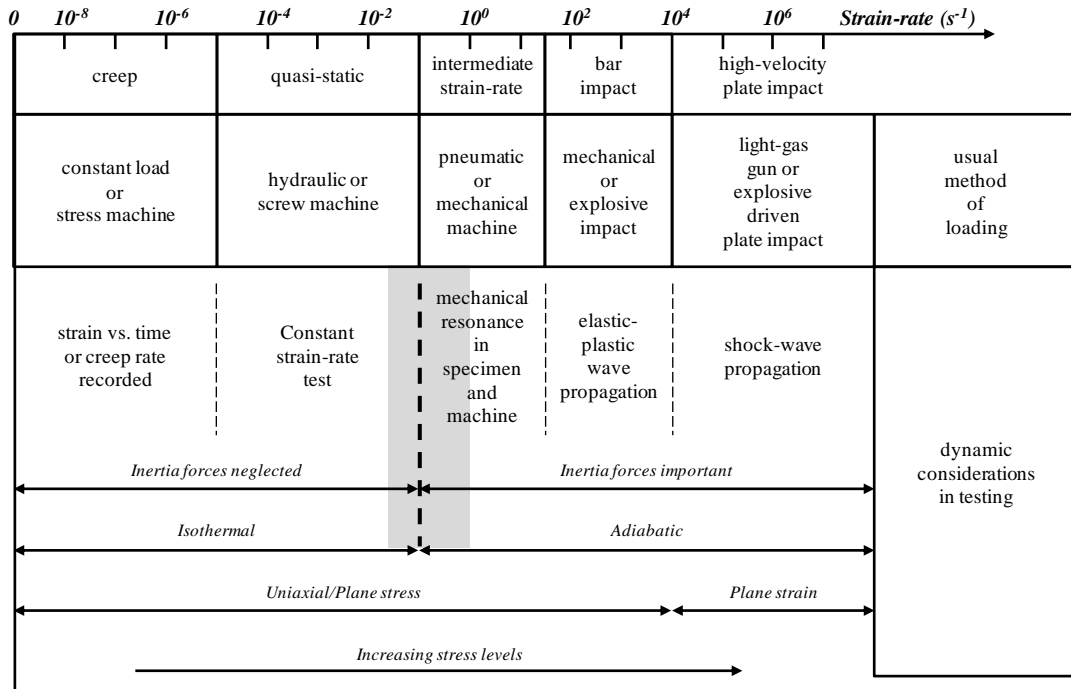 0 10⁻⁸ 10⁻⁶ 10⁻⁴ 10⁻² 10⁰ 10² 10⁴ 10⁶ Strain-rate (s⁻¹)
creep
quasi-static
intermediate
strain-rate
bar
impact
high-velocity
plate impact
constant load
or
stress machine
hydraulic or
screw machine
pneumatic
or
mechanical
machine
mechanical
or
explosive
impact
light-gas
gun or
explosive
driven
plate impact
usual
method
of
loading
strain vs. time
or creep rate
recorded
Constant
strain-rate
test
mechanical
resonance
in
specimen
and
machine
elastic-
plastic
wave
propagation
shock-wave
propagation
dynamic
considerations
in testing
Inertia forces neglected
Inertia forces important
Isothermal
Adiabatic
Uniaxial/Plane stress
Plane strain
Increasing stress levels